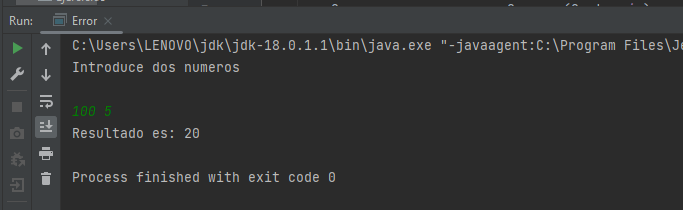 Run: Error
C:\Users\LENOVO\jdk\jdk-18.0.1.1\bin\java.exe "-javaagent:C:\Program Files\Je
Introduce dos numeros
100 5
Resultado es: 20
Process finished with exit code 0